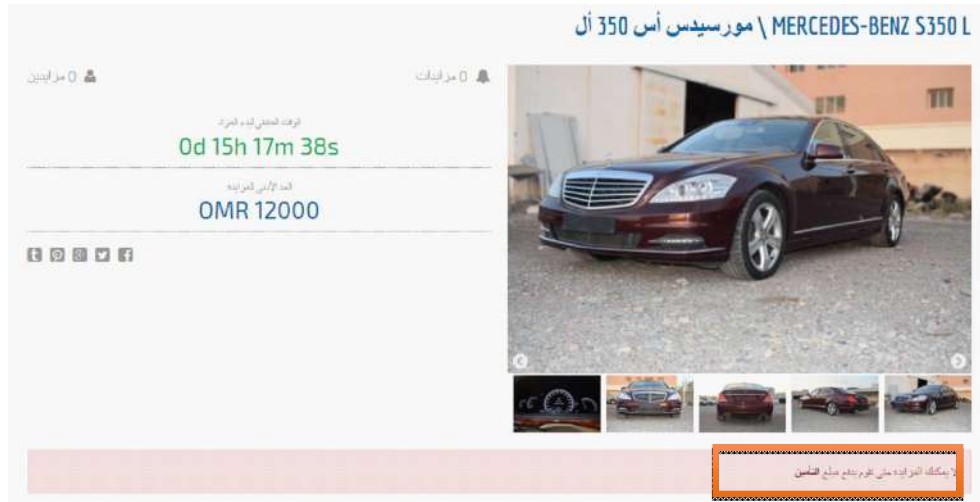 MERCEDES-BENZ S350 L \ مورسيدس أس 350 أل
0 مزايدات
0 مزايدين
الوقت المتبقي لبدء المزاد
0d 15h 17m 38s
الحد الأدنى للمزايدة
OMR 12000
لا يمكنك المزايدة حتى تقوم بدفع مبلغ التأمين